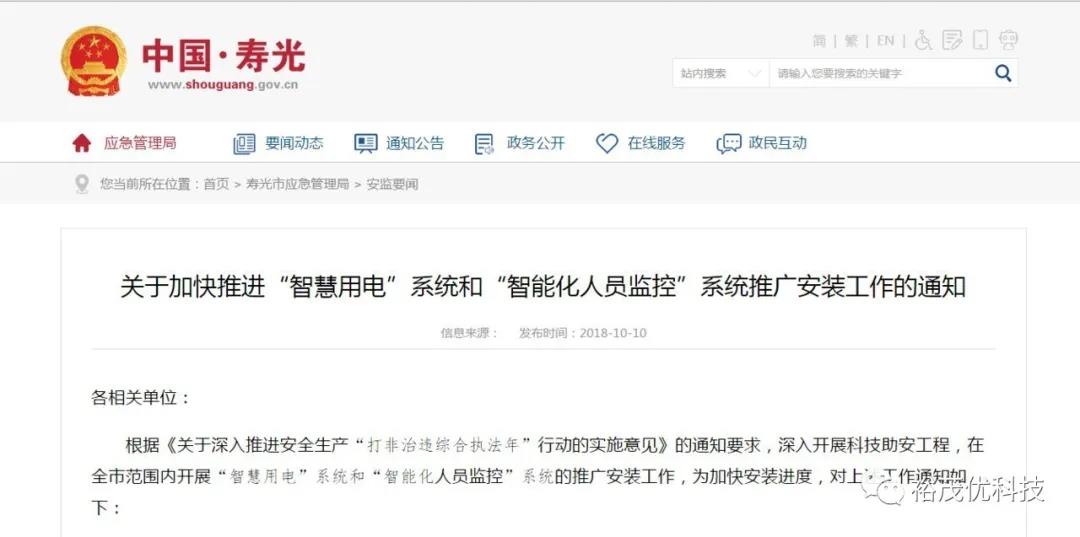 中国·寿光
www.shouguang.gov.cn
简 | 繁 | EN |
站内搜索 请输入您要搜索的关键字
应急管理局 要闻动态 通知公告 政务公开 在线服务 政民互动
您当前所在位置：首页 > 寿光市应急管理局 > 安监要闻
关于加快推进“智慧用电”系统和“智能化人员监控”系统推广安装工作的通知
信息来源： 发布时间：2018-10-10
各相关单位：
根据《关于深入推进安全生产“打非治违综合执法年”行动的实施意见》的通知要求，深入开展科技助安工程，在
全市范围内开展“智慧用电”系统和“智能化人员监控”系统的推广安装工作，为加快安装进度，对上 工作通知如
下：
裕茂优科技